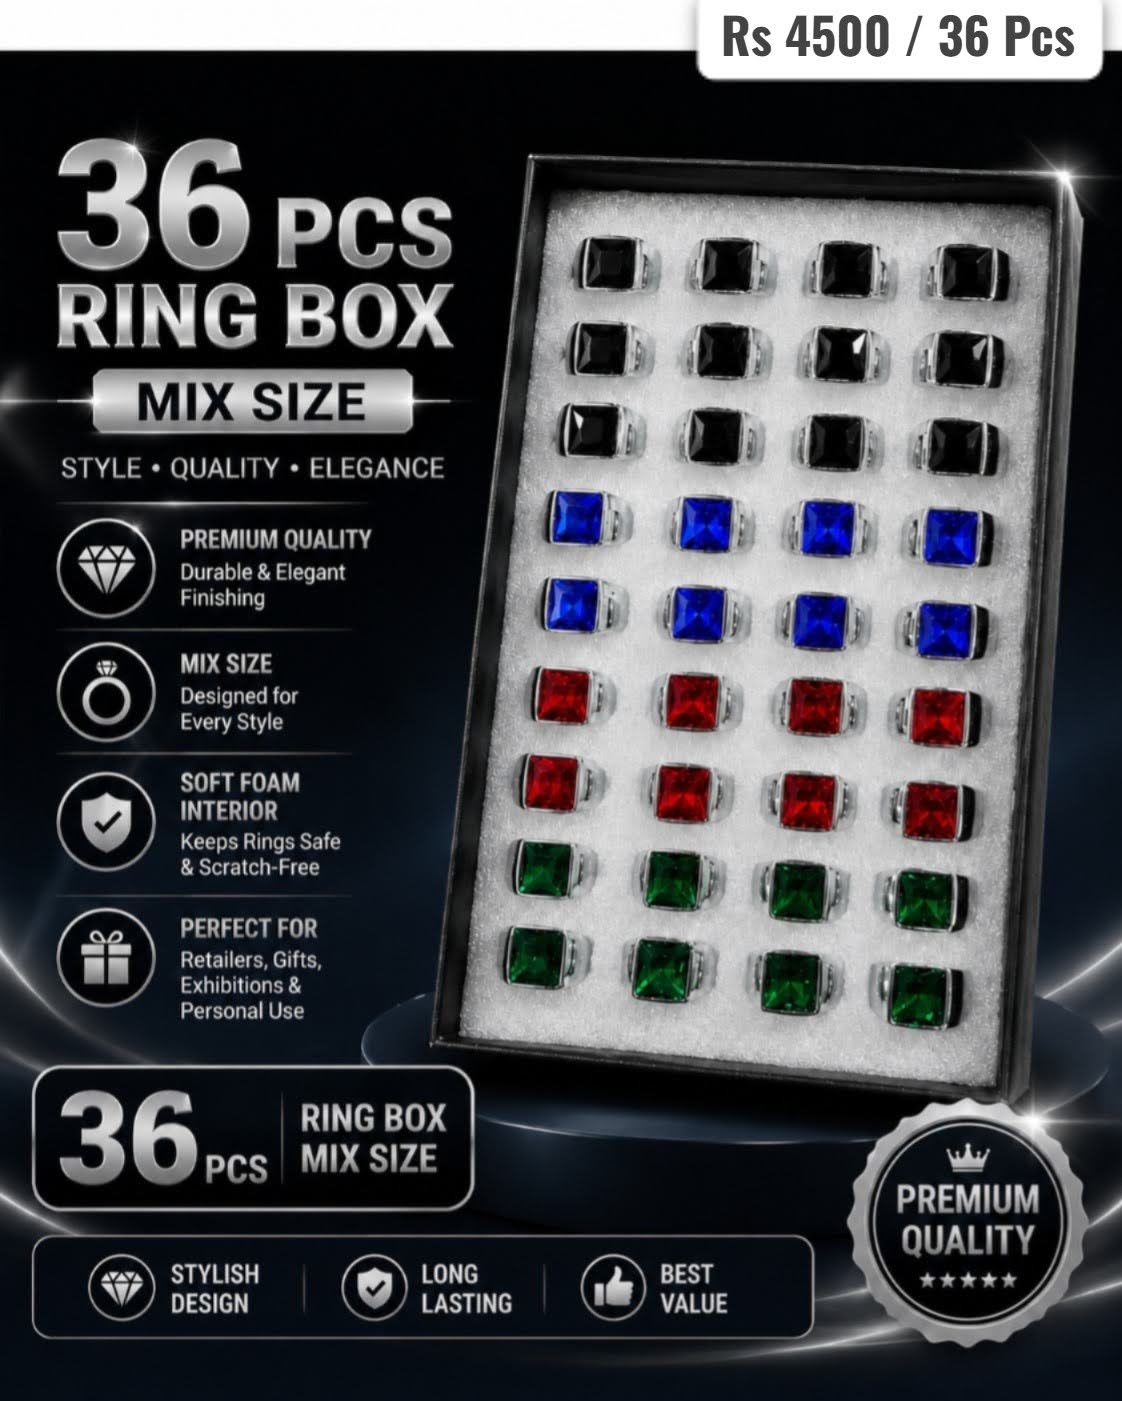 Rs 4500 / 36 Pcs
36 PCS
RING BOX
MIX SIZE
STYLE • QUALITY • ELEGANCE
PREMIUM QUALITY
Durable & Elegant
Finishing
MIX SIZE
Designed for
Every Style
SOFT FOAM
INTERIOR
Keeps Rings Safe
& Scratch-Free
PERFECT FOR
Retailers, Gifts,
Exhibitions &
Personal Use
36 PCS
RING BOX
MIX SIZE
STYLISH
DESIGN
LONG
LASTING
BEST
VALUE
PREMIUM
QUALITY